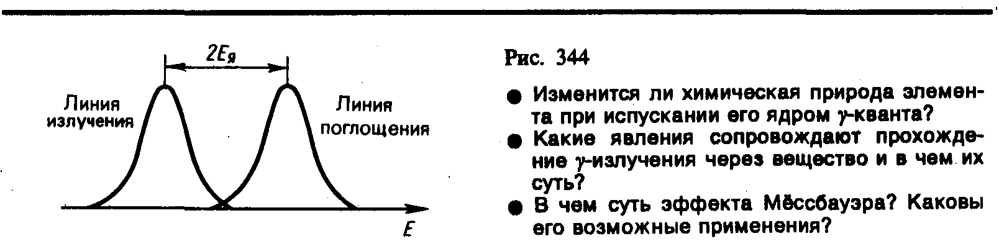 2Eя
Линия
излучения
Линия
поглощения
E
Рис. 344
● Изменится ли химическая природа элемен-
та при испускании его ядром γ-кванта?
● Какие явления сопровождают прохожде-
ние γ-излучения через вещество и в чем их
суть?
● В чем суть эффекта Мёссбауэра? Каковы
его возможные применения?